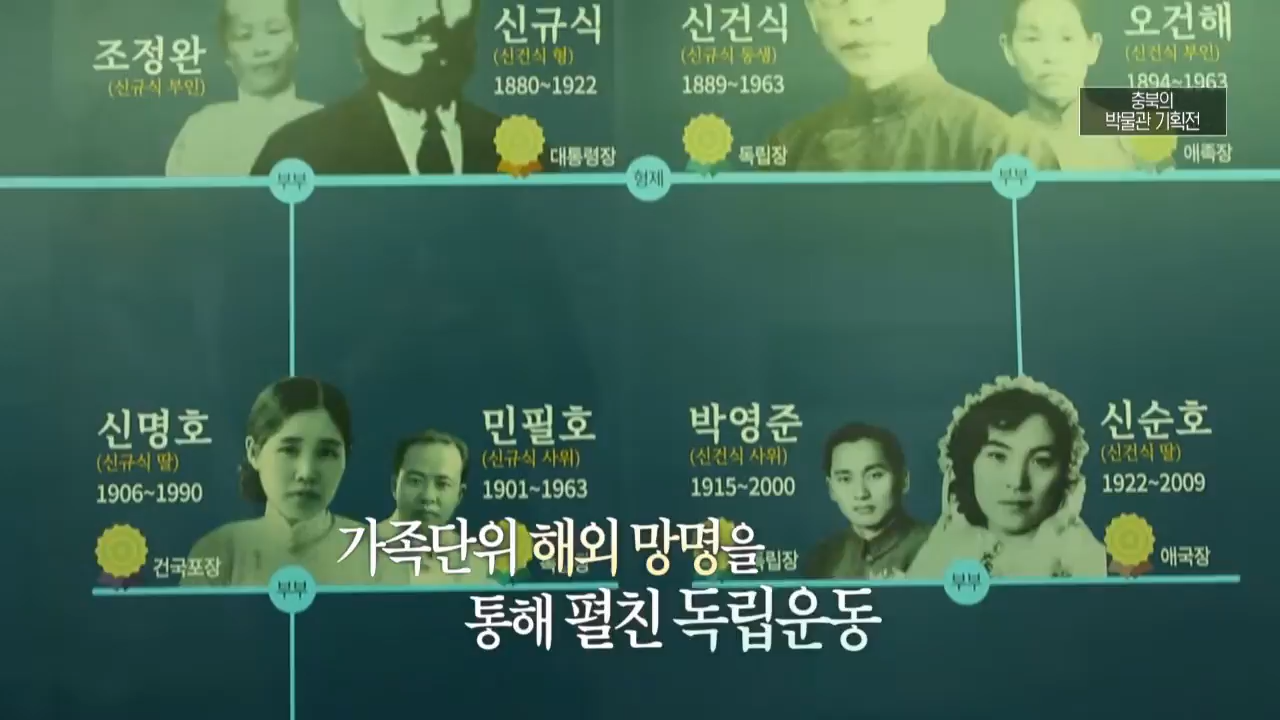 조정완
(신규식 부인)
신규식
(신건식 형)
1880~1922
대통령장
신건식
(신규식 동생)
1889~1963
독립장
오건해
(신건식 부인)
1894~1963
애족장
충북의
박물관 기획전
부부
형제
부부
신명호
(신규식 딸)
1906~1990
건국포장
민필호
(신규식 사위)
1901~1963
박영준
(신건식 사위)
1915~2000
독립장
신순호
(신건식 딸)
1922~2009
애국장
부부
부부
가족단위 해외 망명을
통해 펼친 독립운동